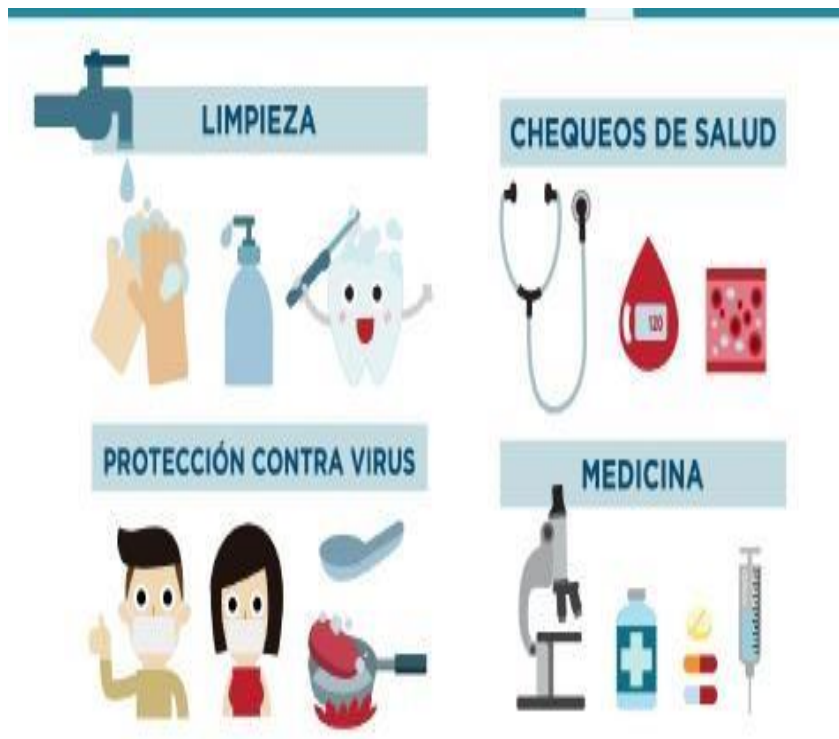 LIMPIEZA
CHEQUEOS DE SALUD
120
PROTECCIÓN CONTRA VIRUS
MEDICINA